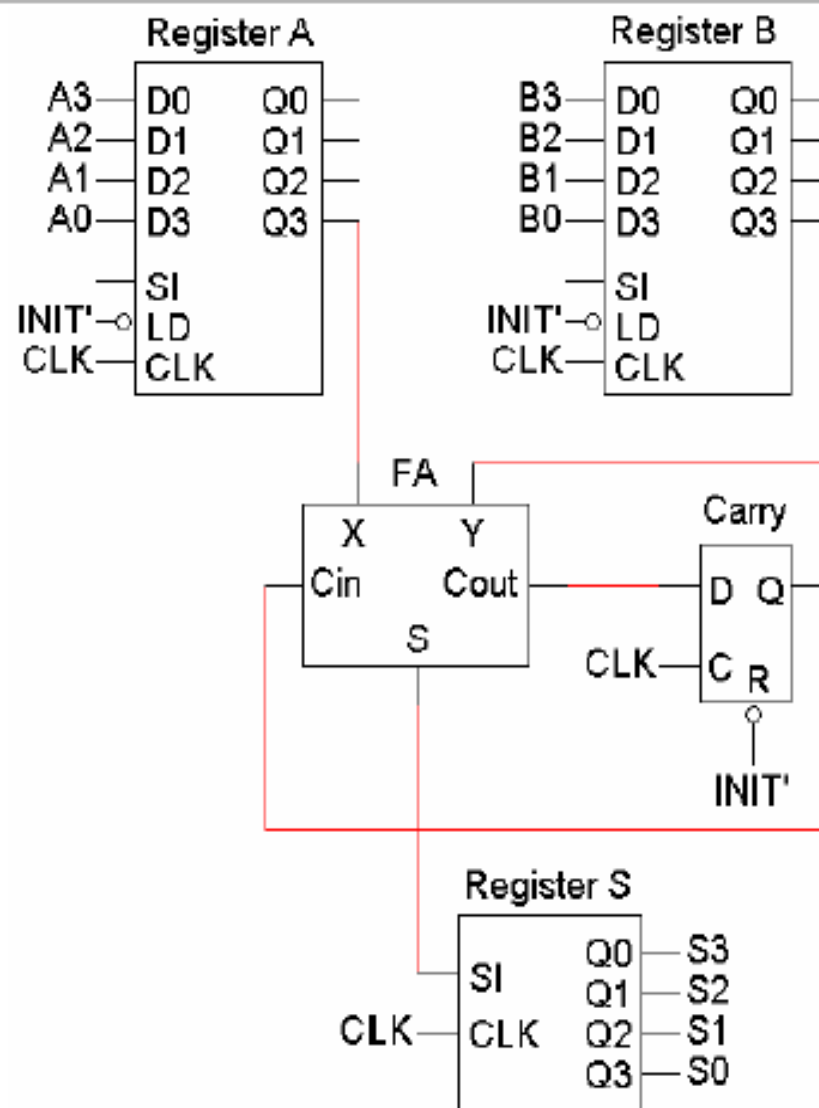 Register A
A3 D0 Q0
A2 D1 Q1
A1 D2 Q2
A0 D3 Q3
SI
INIT' LD
CLK CLK
Register B
B3 D0 Q0
B2 D1 Q1
B1 D2 Q2
B0 D3 Q3
SI
INIT' LD
CLK CLK
FA
X Y
Cin Cout
S
Carry
D Q
CLK C R
INIT'
Register S
Q0 S3
SI Q1 S2
CLK CLK Q2 S1
Q3 S0